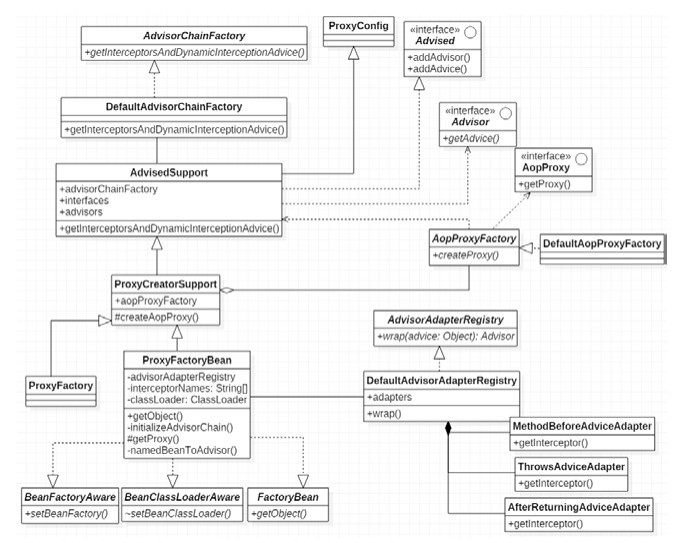 AdvisorChainFactory
+getInterceptorsAndDynamicInterceptionAdvice()
ProxyConfig
«interface»
Advised
+addAdvisor()
+addAdvice()
DefaultAdvisorChainFactory
+getInterceptorsAndDynamicInterceptionAdvice()
«interface»
Advisor
+getAdvice()
«interface»
AopProxy
+getProxy()
AdvisedSupport
+advisorChainFactory
+interfaces
+advisors
+getInterceptorsAndDynamicInterceptionAdvice()
AopProxyFactory
+createProxy()
DefaultAopProxyFactory
ProxyCreatorSupport
+aopProxyFactory
#createAopProxy()
AdvisorAdapterRegistry
+wrap(advice: Object): Advisor
ProxyFactory
ProxyFactoryBean
-advisorAdapterRegistry
-interceptorNames: String[]
-classLoader: ClassLoader
+getObject()
-initializeAdvisorChain()
#getProxy()
-namedBeanToAdvisor()
DefaultAdvisorAdapterRegistry
+adapters
+wrap()
MethodBeforeAdviceAdapter
+getInterceptor()
ThrowsAdviceAdapter
+getInterceptor()
AfterReturningAdviceAdapter
+getInterceptor()
BeanFactoryAware
+setBeanFactory()
BeanClassLoaderAware
~setBeanClassLoader()
FactoryBean
+getObject()